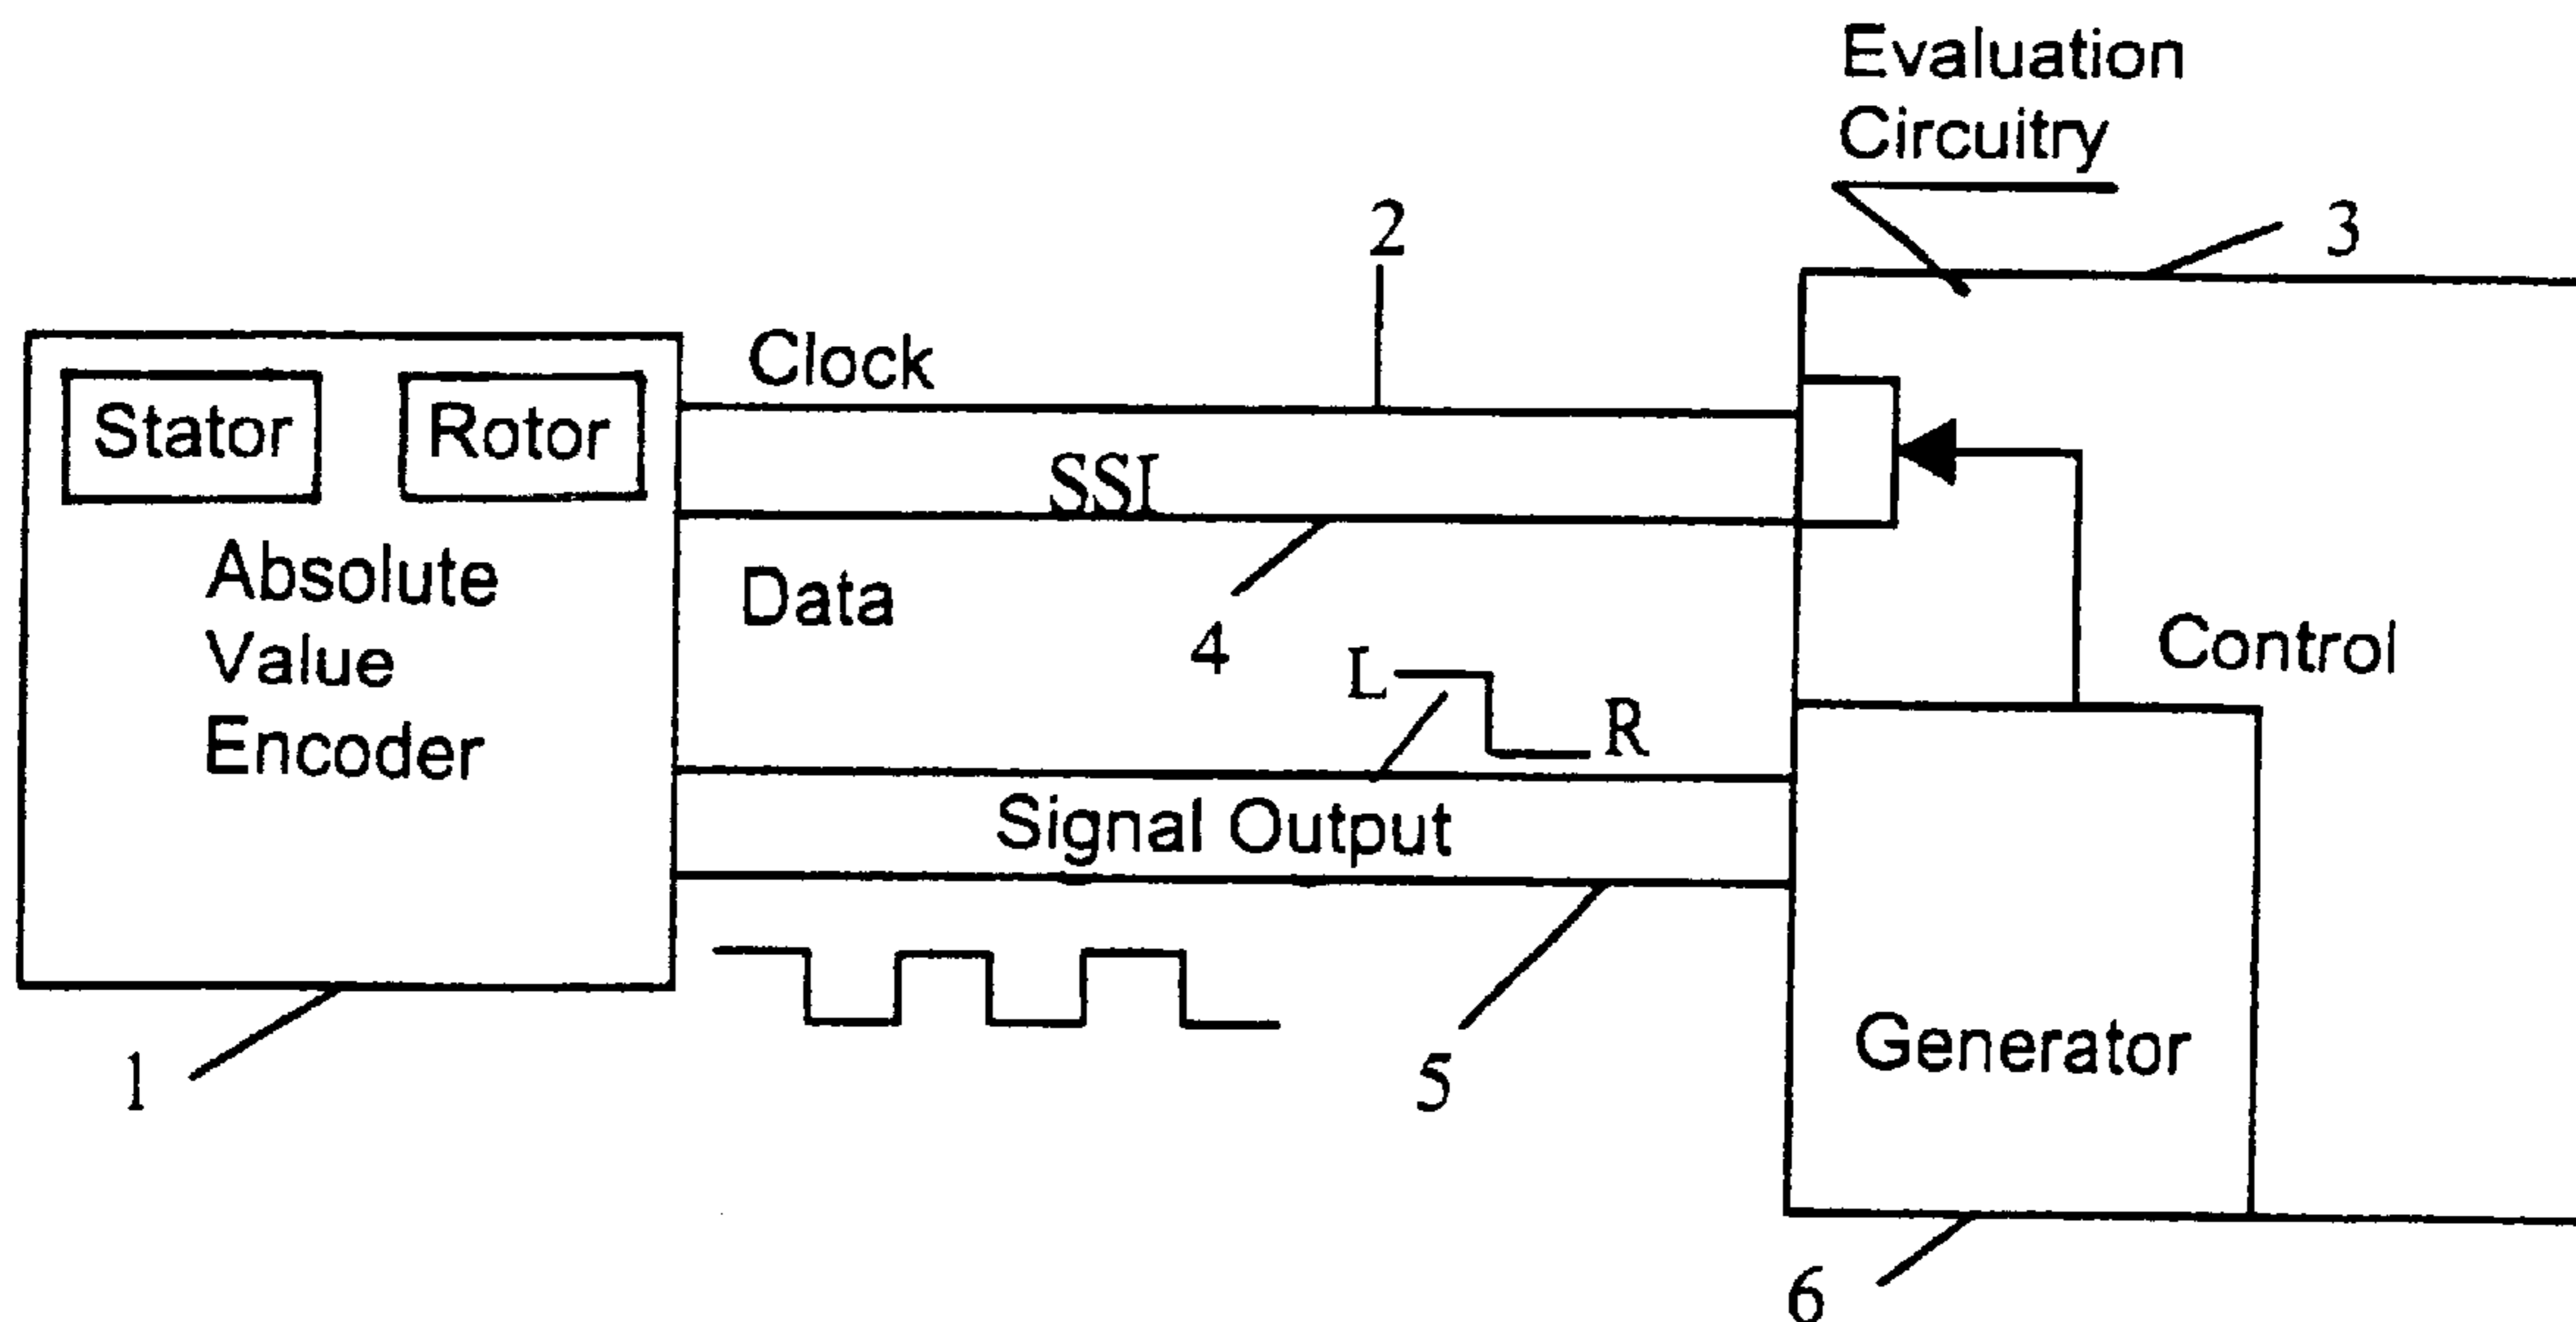 Evaluation
Circuitry
3
2
Clock
Stator
Rotor
SSI
Absolute
Value
Encoder
Data
4
Control
L
R
Signal Output
Generator
1
5
6